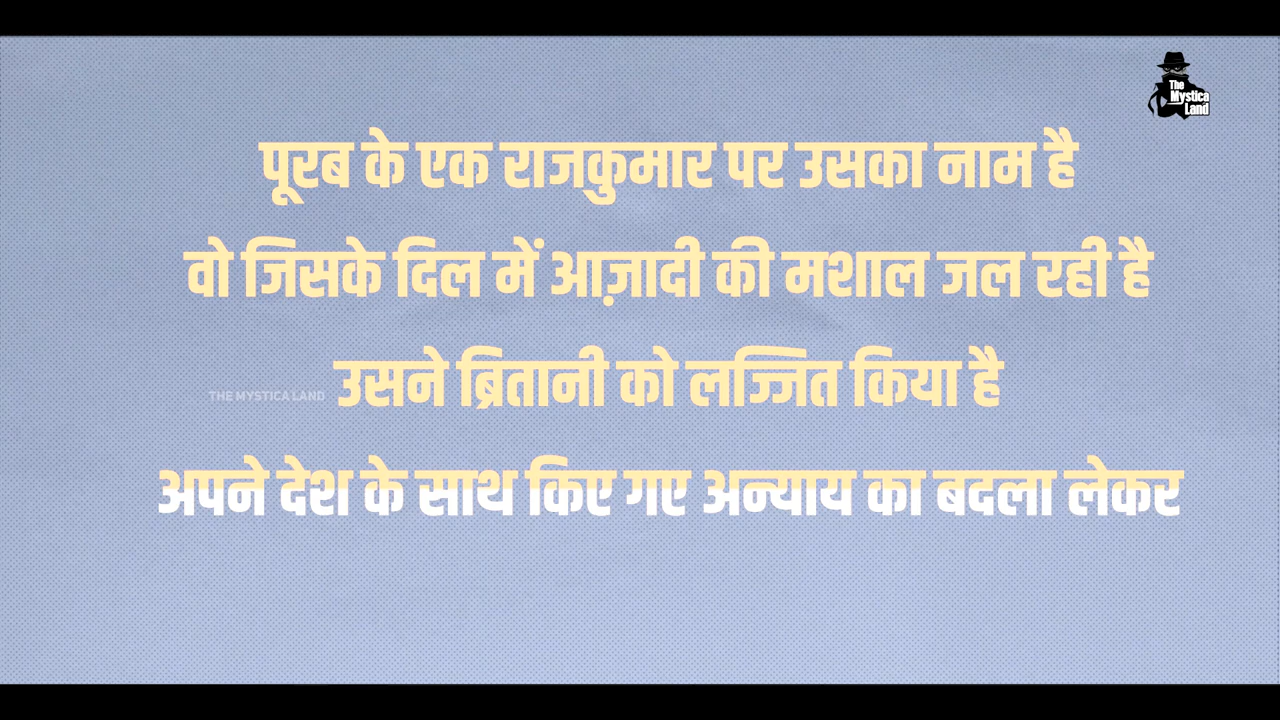 The
Mystica
Land
पूरब के एक राजकुमार पर उसका नाम है
वो जिसके दिल में आज़ादी की मशाल जल रही है
THE MYSTICA LAND
उसने ब्रितानी को लज्जित किया है
अपने देश के साथ किए गए अन्याय का बदला लेकर